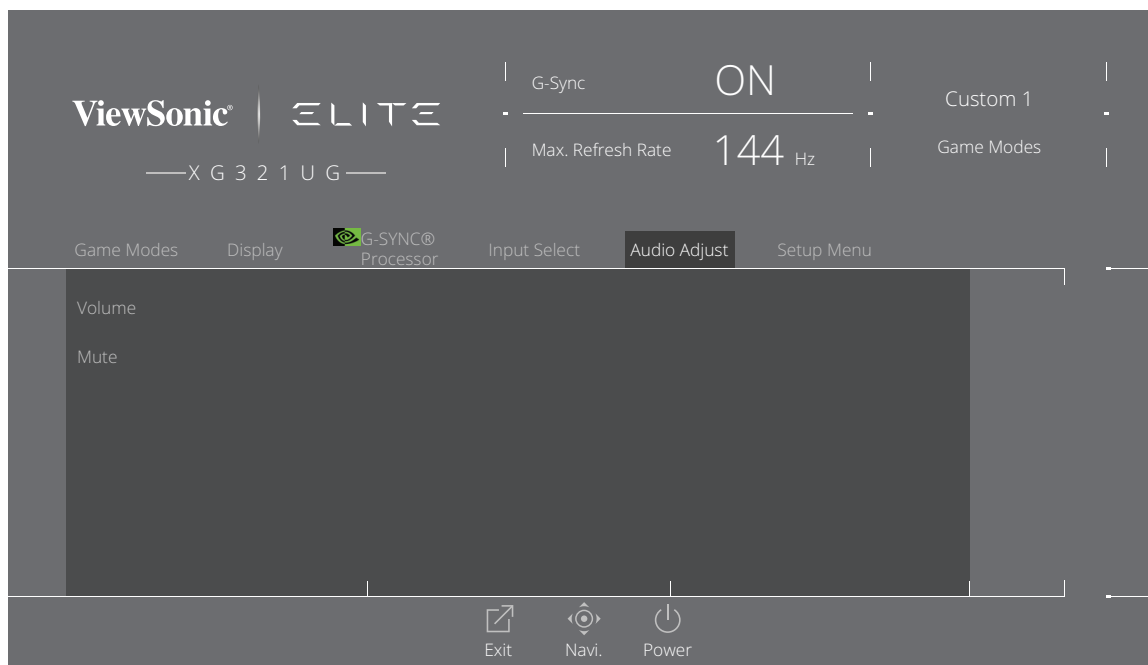 ViewSonic® ELITE
XG321UG
G-Sync ON
Max. Refresh Rate 144 Hz
Custom 1
Game Modes
Game Modes Display G-SYNC® Processor Input Select Audio Adjust Setup Menu
Volume
Mute
Exit Navi. Power